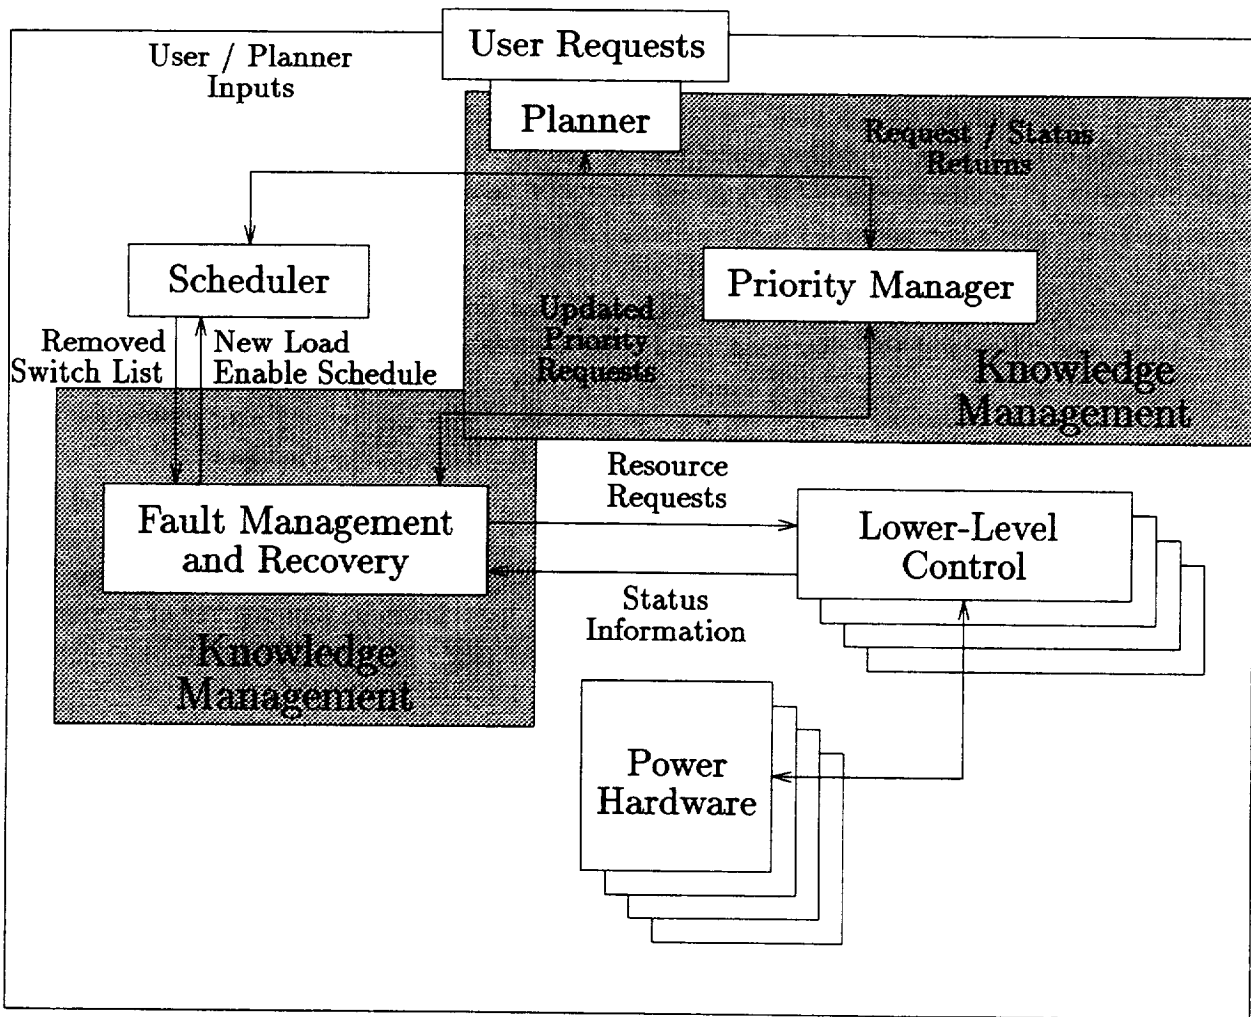 User Requests
User / Planner
Inputs
Planner
Request / Status
Returns
Scheduler
Priority Manager
Removed
Switch List
New Load
Enable Schedule
Updated
Priority
Requests
Knowledge
Management
Resource
Requests
Fault Management
and Recovery
Lower-Level
Control
Status
Information
Knowledge
Management
Power
Hardware